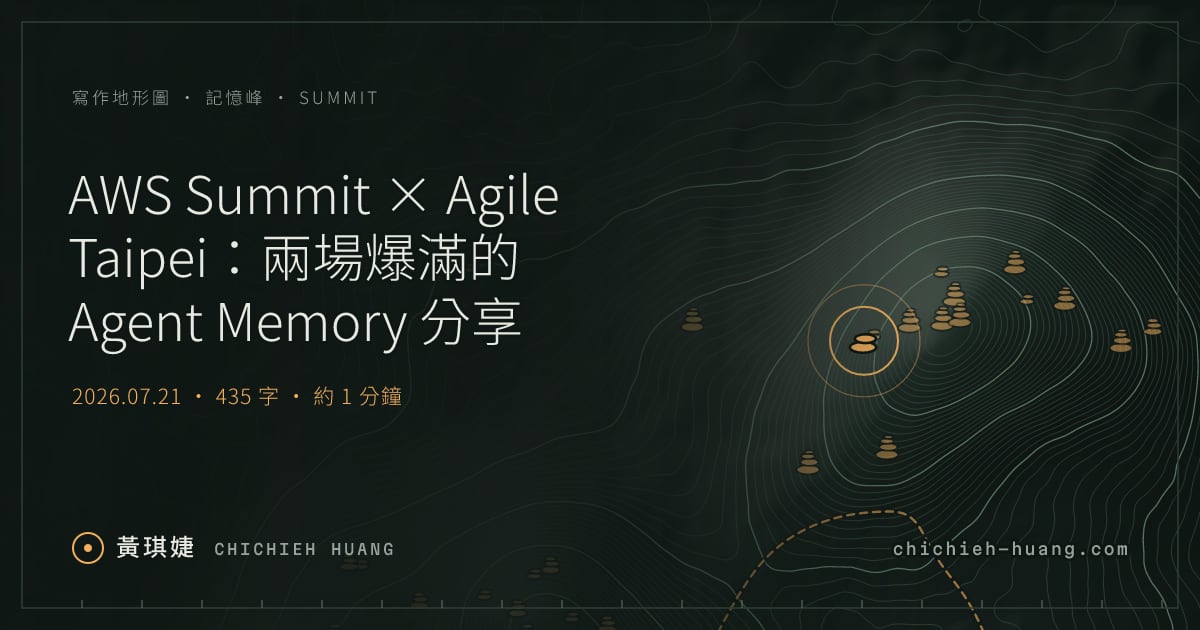 寫作地形圖 · 記憶峰 · SUMMIT
AWS Summit × Agile
Taipei：兩場爆滿的
Agent Memory 分享
2026.07.21 · 435 字 · 約 1 分鐘
黃琪婕 CHICHIEH HUANG
chichieh-huang.com